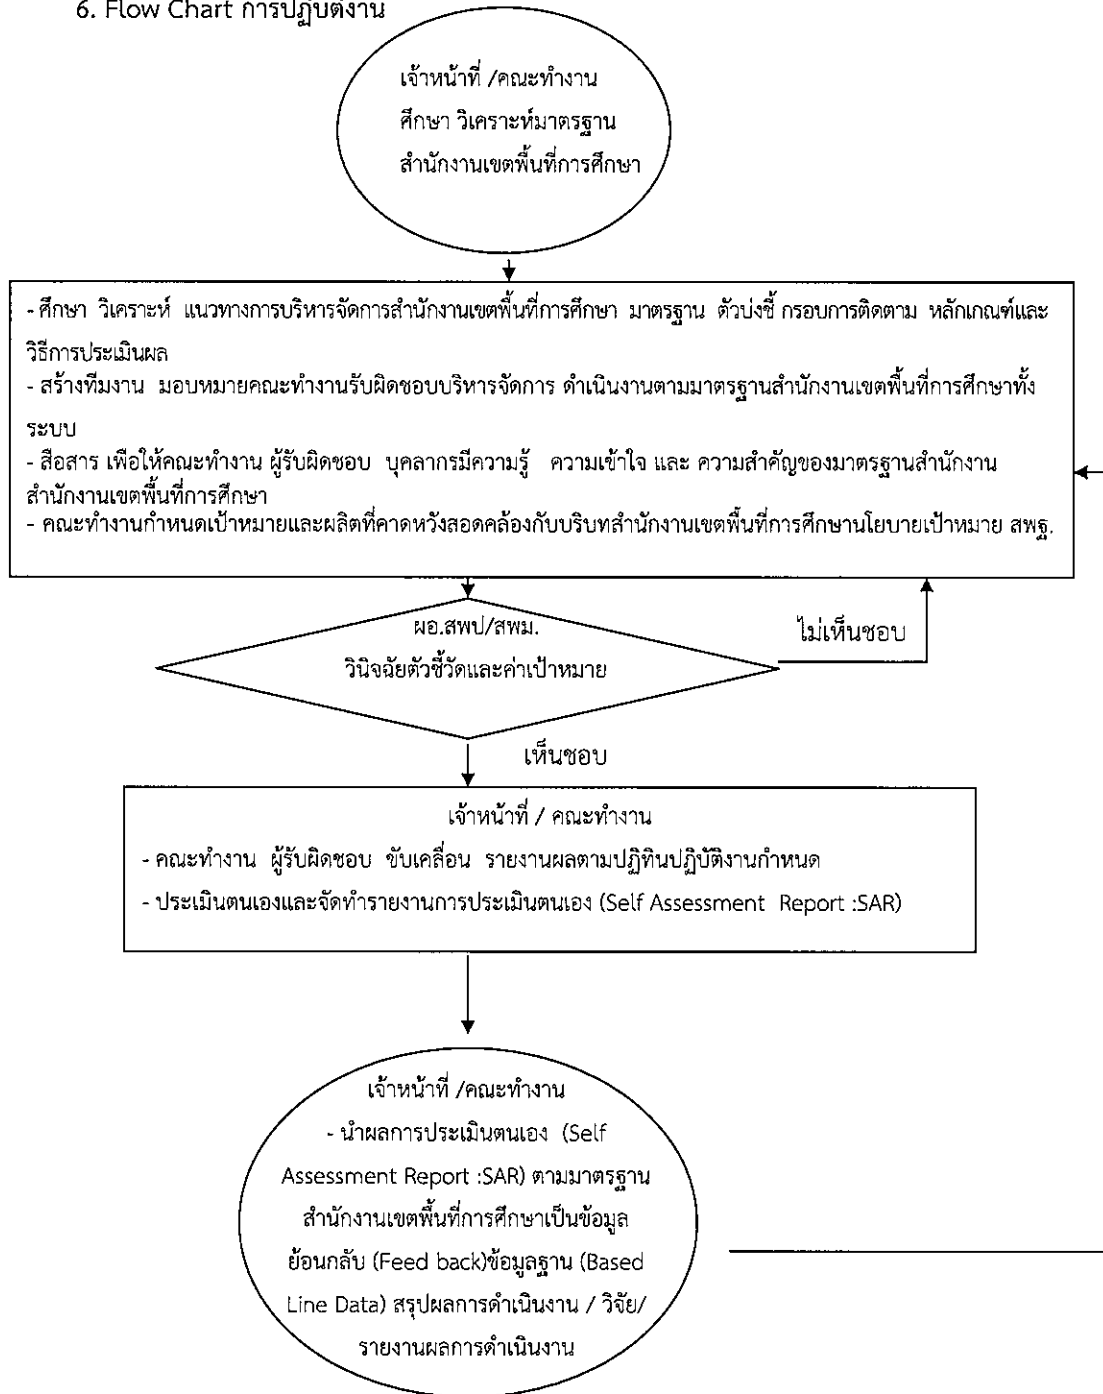 6. Flow Chart การปฏิบัติงาน
เจ้าหน้าที่ /คณะทำงาน
ศึกษา วิเคราะห์มาตรฐาน
สำนักงานเขตพื้นที่การศึกษา
- ศึกษา วิเคราะห์ แนวทางการบริหารจัดการสำนักงานเขตพื้นที่การศึกษา มาตรฐาน ตัวบ่งชี้ กรอบการติดตาม หลักเกณฑ์และ
วิธีการประเมินผล
- สร้างทีมงาน มอบหมายคณะทำงานรับผิดชอบบริหารจัดการ ดำเนินงานตามมาตรฐานสำนักงานเขตพื้นที่การศึกษาทั้ง
ระบบ
- สื่อสาร เพื่อให้คณะทำงาน ผู้รับผิดชอบ บุคลากรมีความรู้ ความเข้าใจ และ ความสำคัญของมาตรฐานสำนักงาน
สำนักงานเขตพื้นที่การศึกษา
- คณะทำงานกำหนดเป้าหมายและผลิตที่คาดหวังสอดคล้องกับบริบทสำนักงานเขตพื้นที่การศึกษานโยบายเป้าหมาย สพฐ.
ผอ.สพป/สพม.
วินิจฉัยตัวชี้วัดและค่าเป้าหมาย
ไม่เห็นชอบ
เห็นชอบ
เจ้าหน้าที่ / คณะทำงาน
- คณะทำงาน ผู้รับผิดชอบ ขับเคลื่อน รายงานผลตามปฏิทินปฏิบัติงานกำหนด
- ประเมินตนเองและจัดทำรายงานการประเมินตนเอง (Self Assessment Report :SAR)
เจ้าหน้าที่ /คณะทำงาน
- นำผลการประเมินตนเอง (Self
Assessment Report :SAR) ตามมาตรฐาน
สำนักงานเขตพื้นที่การศึกษาเป็นข้อมูล
ย้อนกลับ (Feed back)ข้อมูลฐาน (Based
Line Data) สรุปผลการดำเนินงาน / วิจัย/
รายงานผลการดำเนินงาน